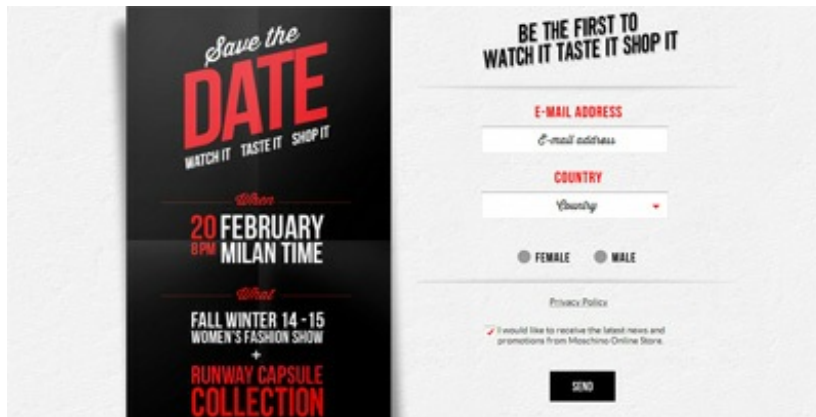 Save the
DATE
WATCH IT TASTE IT SHOP IT
When
20 FEBRUARY
8 PM MILAN TIME
What
FALL WINTER 14 -15
WOMEN'S FASHION SHOW
+
RUNWAY CAPSULE
COLLECTION
BE THE FIRST TO
WATCH IT TASTE IT SHOP IT
E-MAIL ADDRESS
E-mail address
COUNTRY
Country
FEMALE MALE
Privacy Policy
I would like to receive the latest news and
promotions from Moschino Online Store.
SEND